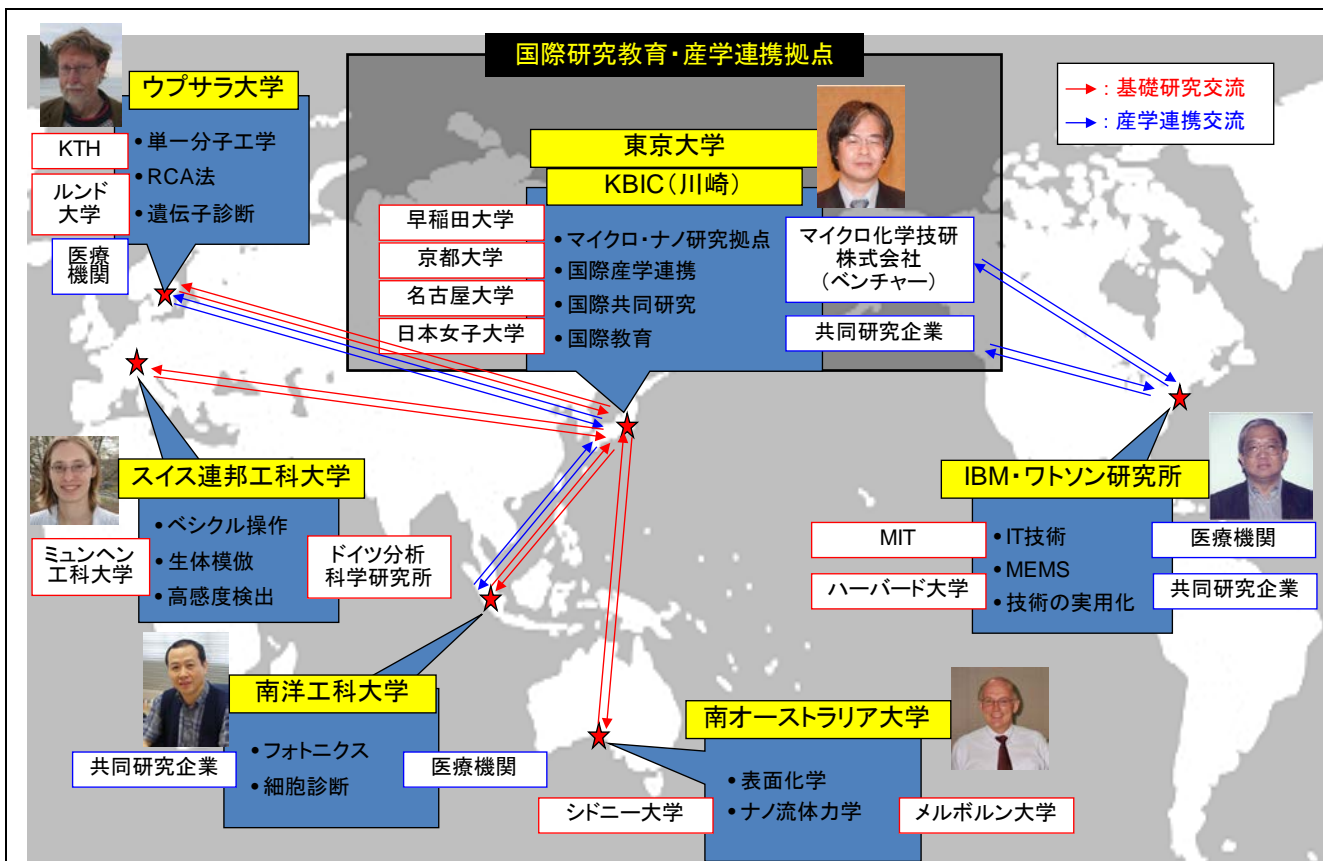 国際研究教育・産学連携拠点
→：基礎研究交流
→：産学連携交流
ウプサラ大学
KTH
ルンド
大学
医療
機関
•単一分子工学
•RCA法
•遺伝子診断
東京大学
KBIC(川崎)
早稲田大学
京都大学
名古屋大学
日本女子大学
•マイクロ・ナノ研究拠点
•国際産学連携
•国際共同研究
•国際教育
マイクロ化学技研
株式会社
(ベンチャー)
共同研究企業
スイス連邦工科大学
ミュンヘン
工科大学
•ベシクル操作
•生体模倣
•高感度検出
ドイツ分析
科学研究所
IBM・ワトソン研究所
MIT
ハーバード大学
•IT技術
•MEMS
•技術の実用化
医療機関
共同研究企業
南洋工科大学
共同研究企業
•フォトニクス
•細胞診断
医療機関
南オーストラリア大学
シドニー大学
•表面化学
•ナノ流体力学
メルボルン大学